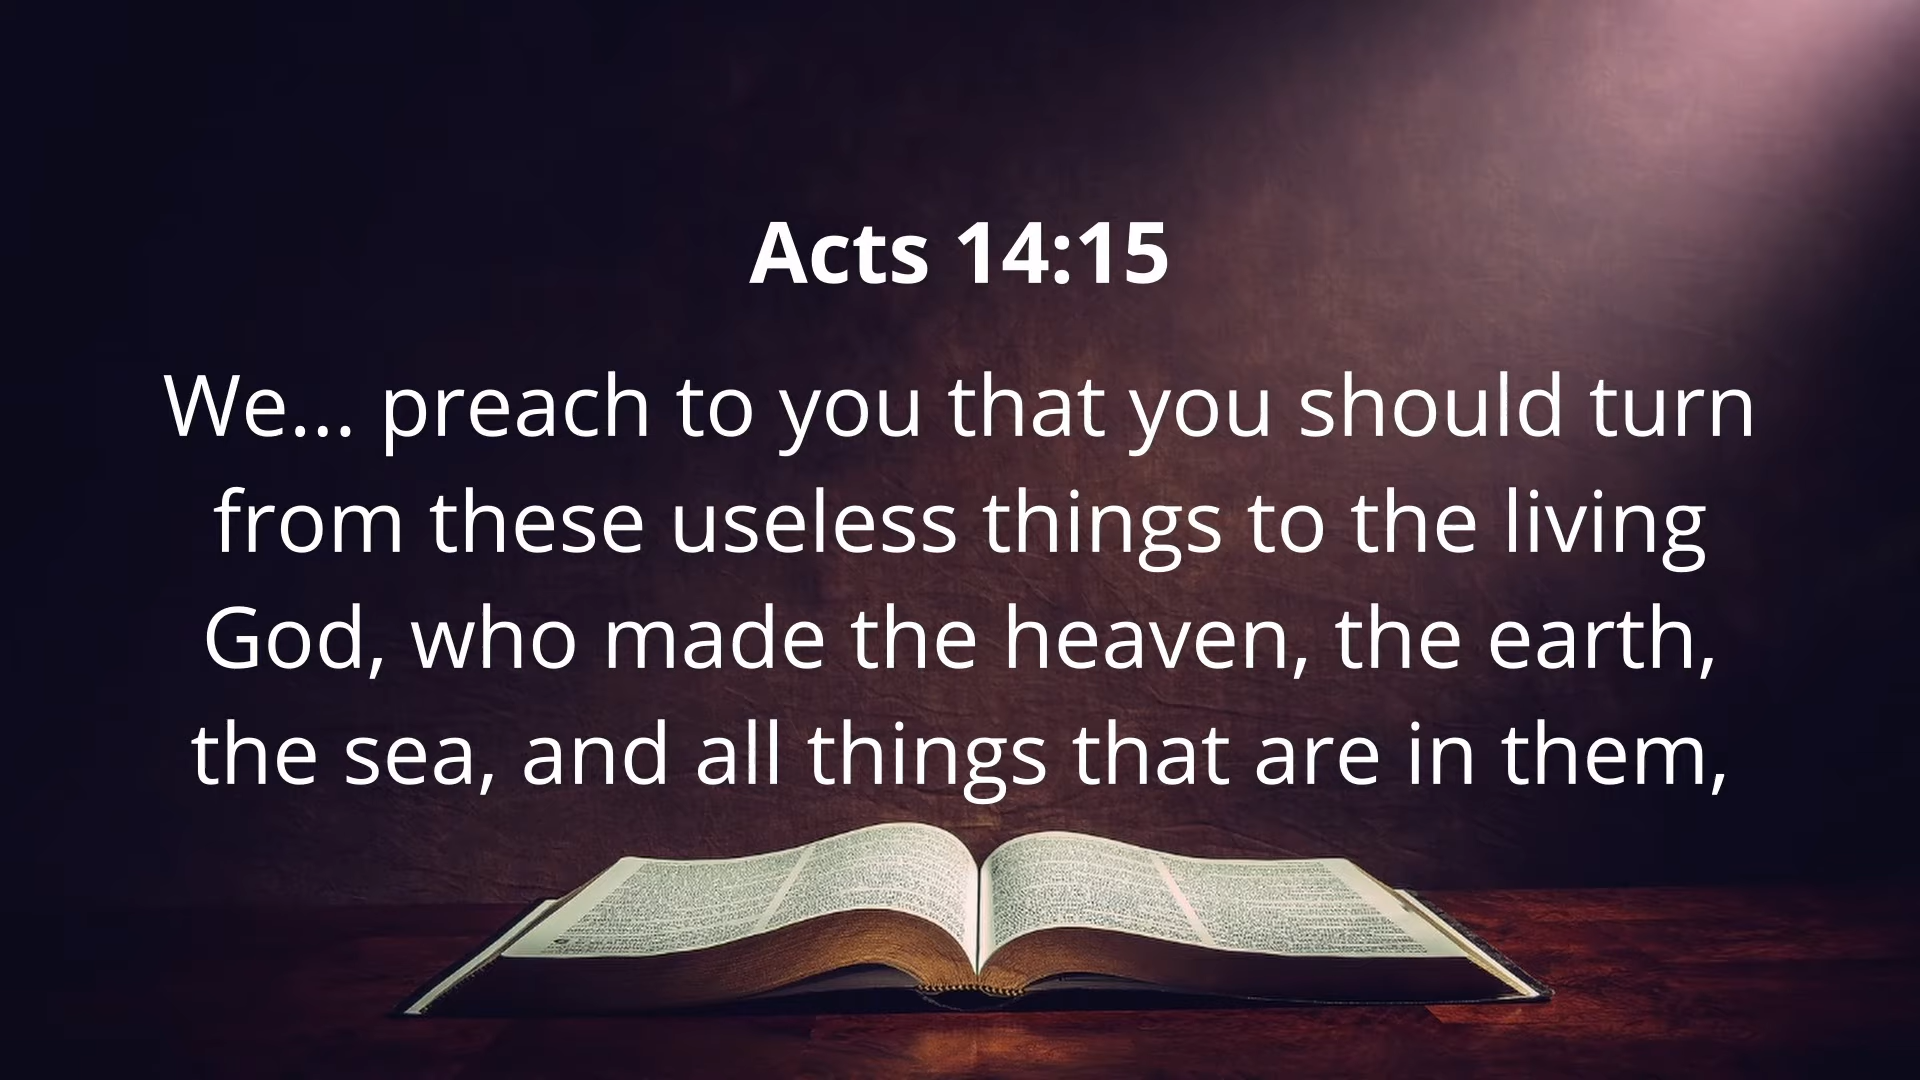 Acts 14:15
We... preach to you that you should turn
from these useless things to the living
God, who made the heaven, the earth,
the sea, and all things that are in them,